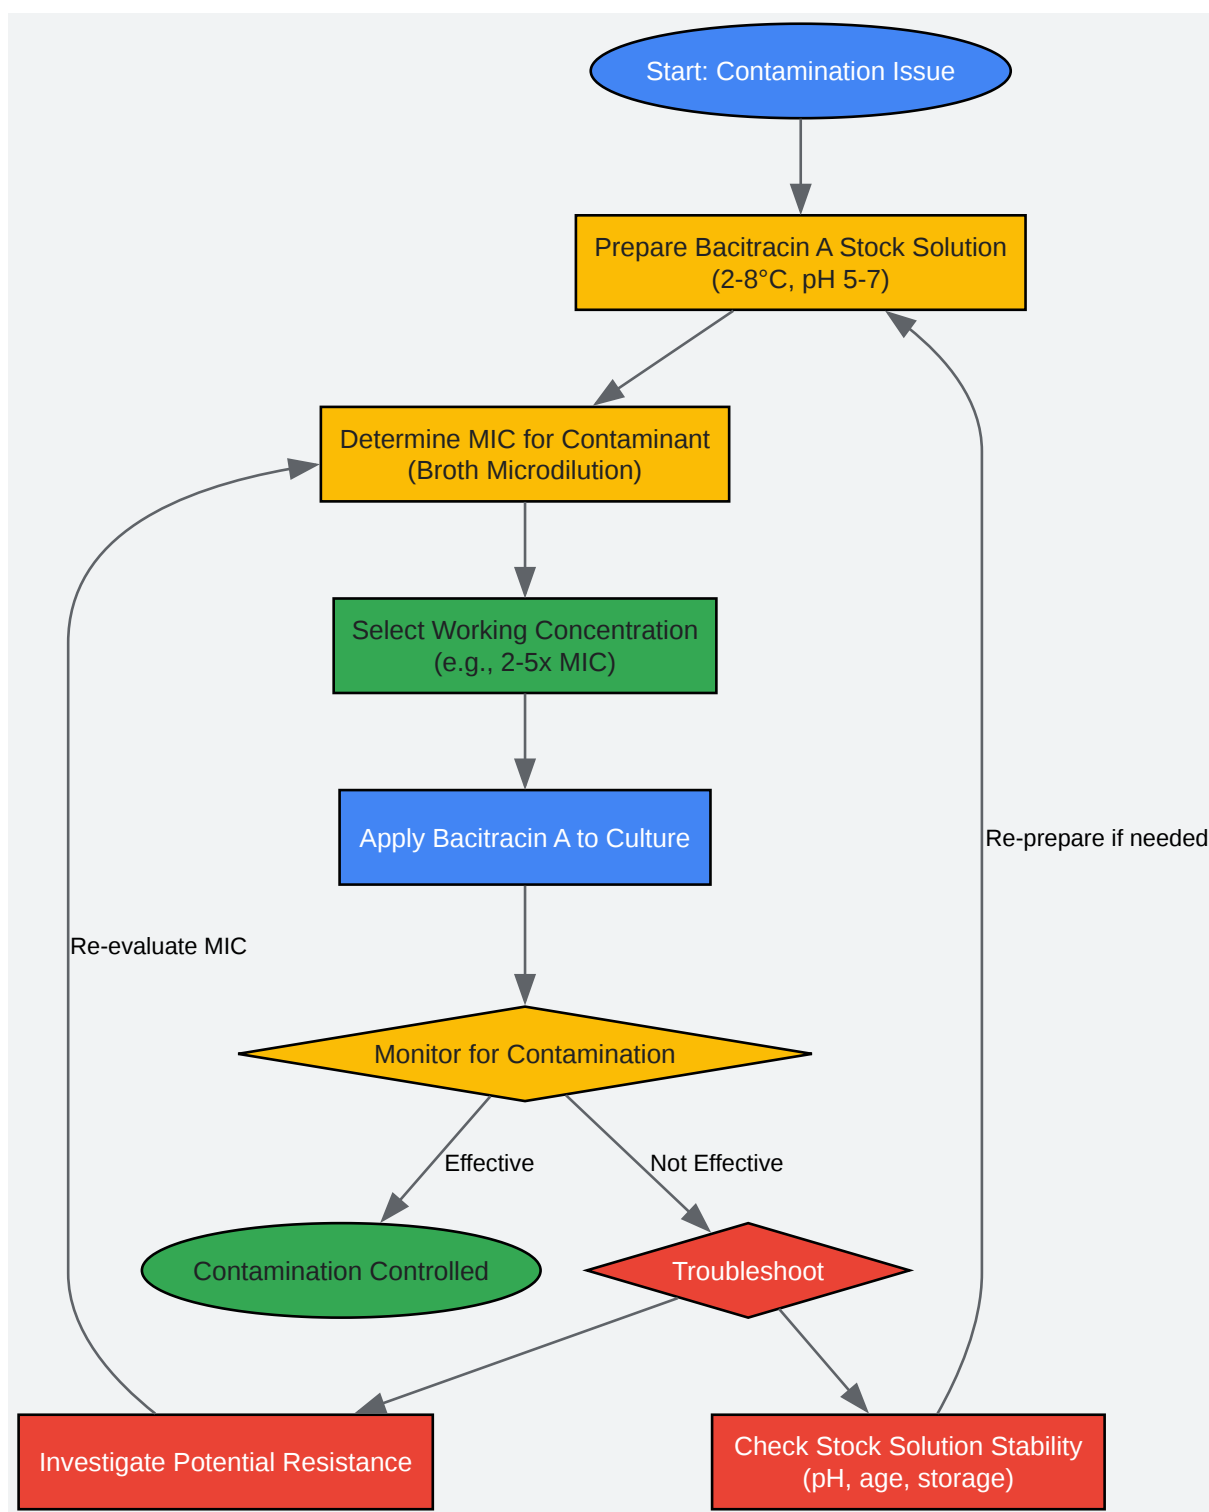 Start: Contamination Issue
Prepare Bacitracin A Stock Solution
(2-8°C, pH 5-7)
Determine MIC for Contaminant
(Broth Microdilution)
Select Working Concentration
(e.g., 2-5x MIC)
Apply Bacitracin A to Culture
Re-prepare if needed
Re-evaluate MIC
Monitor for Contamination
Effective
Not Effective
Contamination Controlled
Troubleshoot
Investigate Potential Resistance
Check Stock Solution Stability
(pH, age, storage)